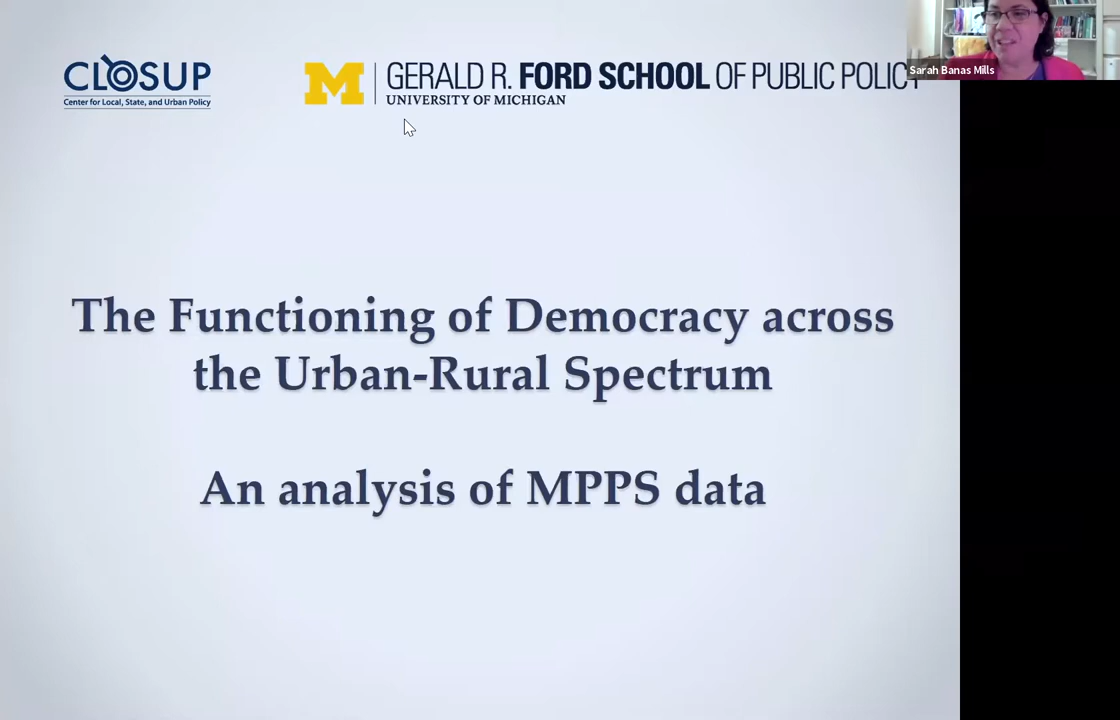 CLOSUP
Center for Local, State, and Urban Policy
M
GERALD R. FORD SCHOOL OF PUBLIC POLICY
UNIVERSITY OF MICHIGAN
Sarah Banas Mills
The Functioning of Democracy across
the Urban-Rural Spectrum
An analysis of MPPS data